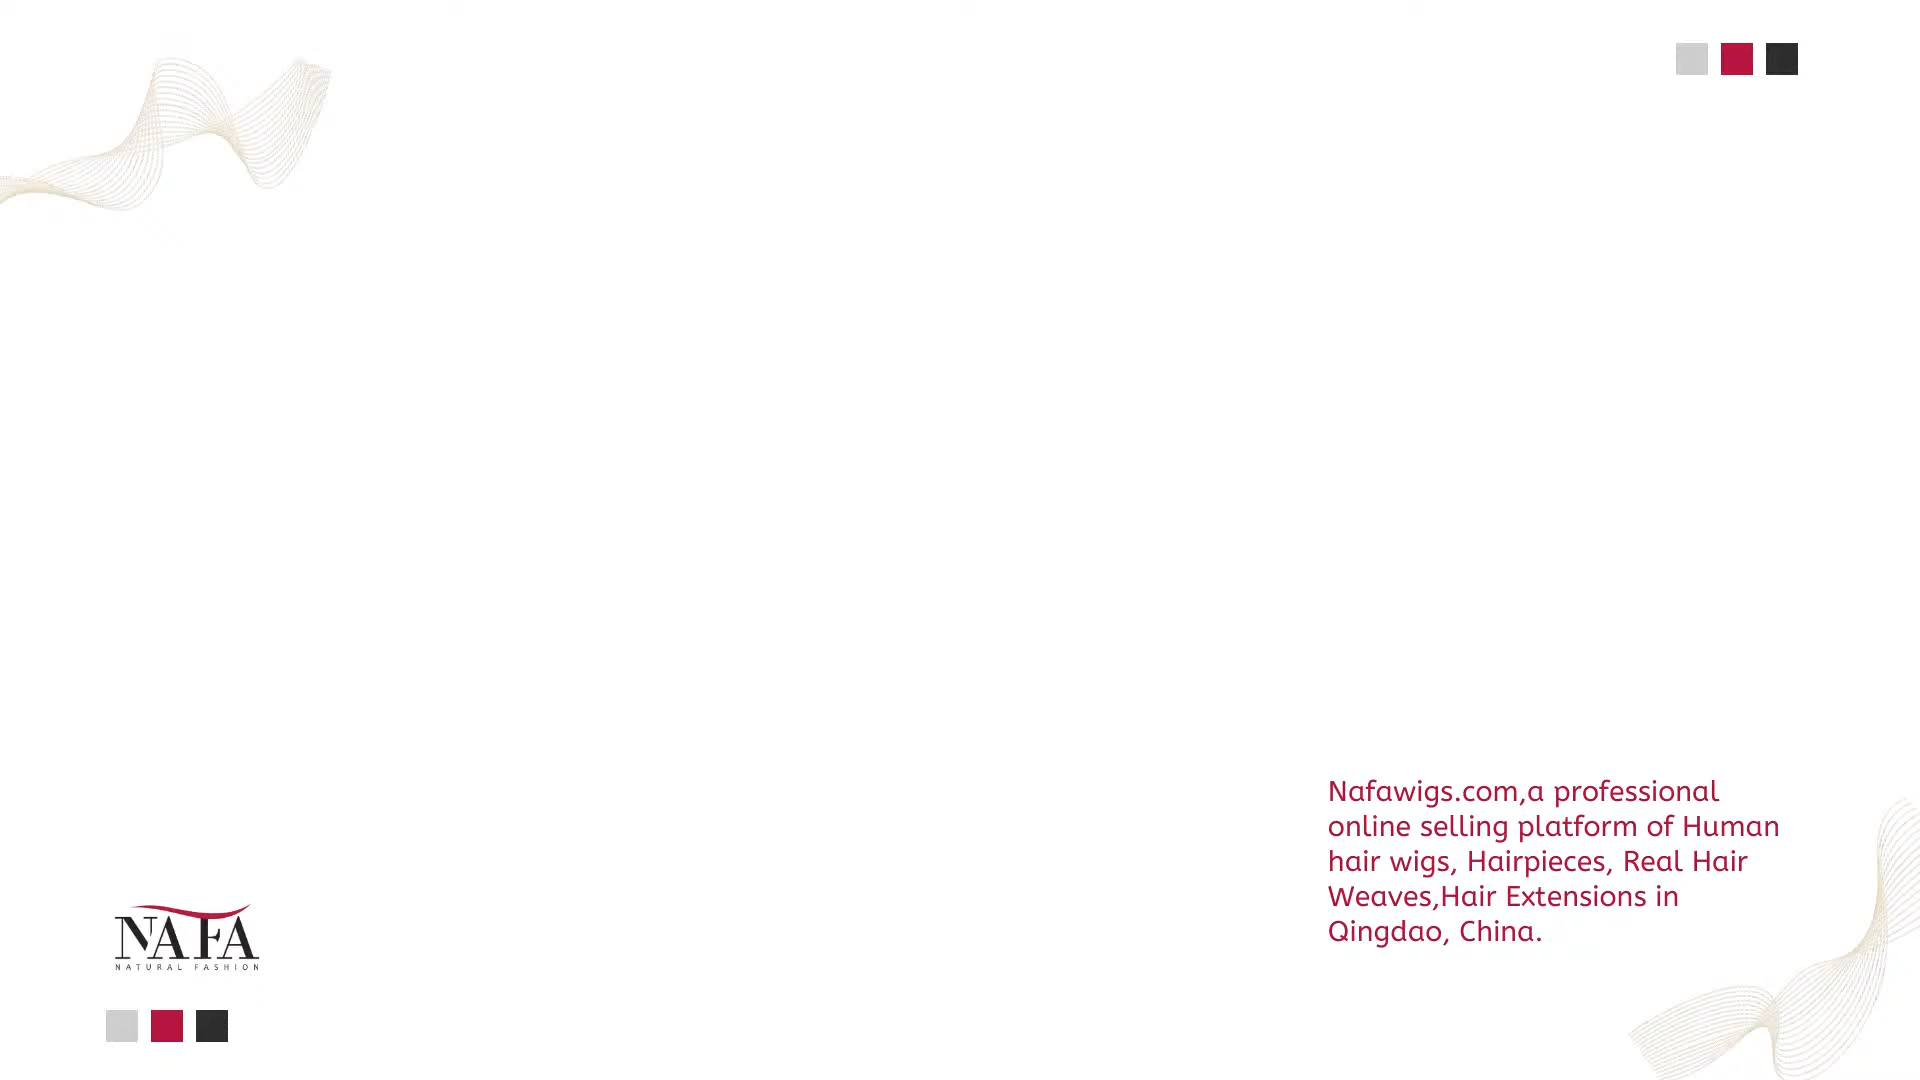 Nafawigs.com,a professional
online selling platform of Human
hair wigs, Hairpieces, Real Hair
Weaves,Hair Extensions in
Qingdao, China.
NAFA
NATURAL FASHION